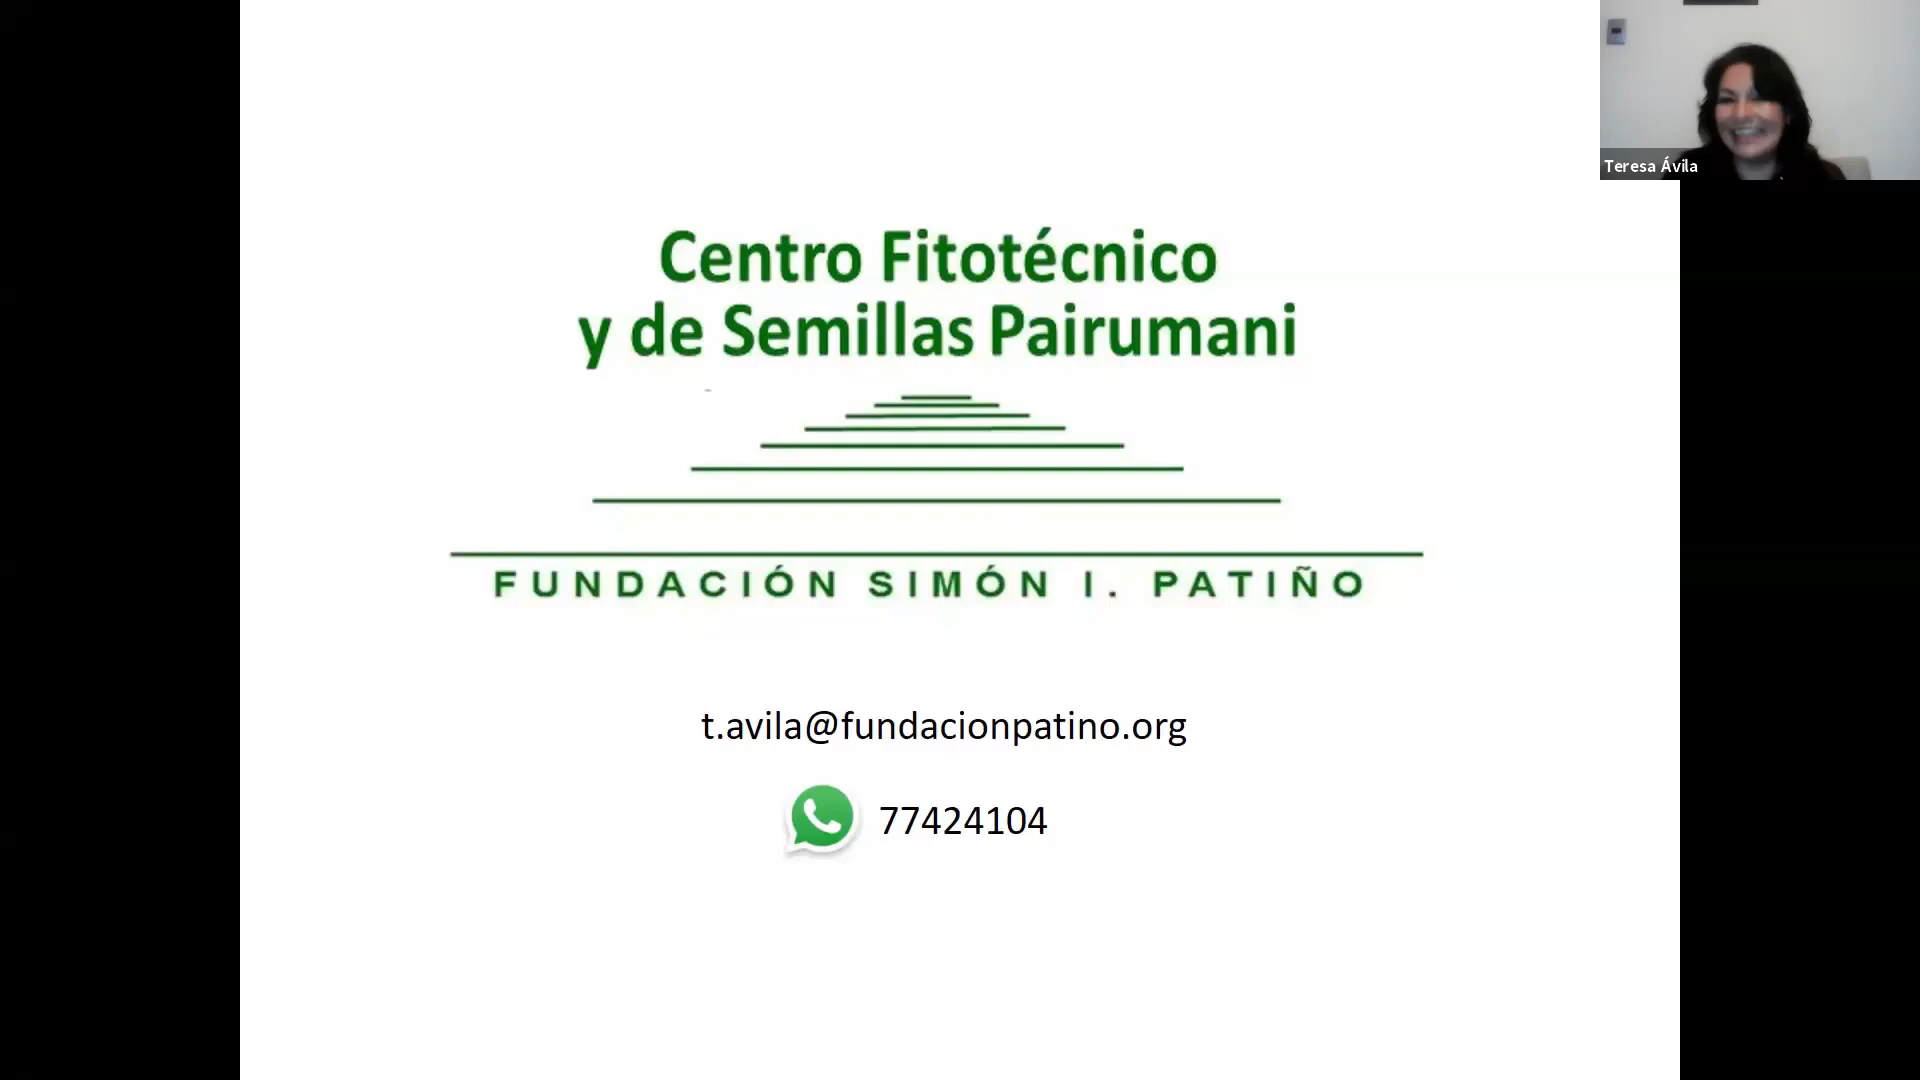 Teresa Ávila
Centro Fitotécnico
y de Semillas Pairumani
FUNDACIÓN SIMÓN I. PATIÑO
t.avila@fundacionpatino.org
77424104